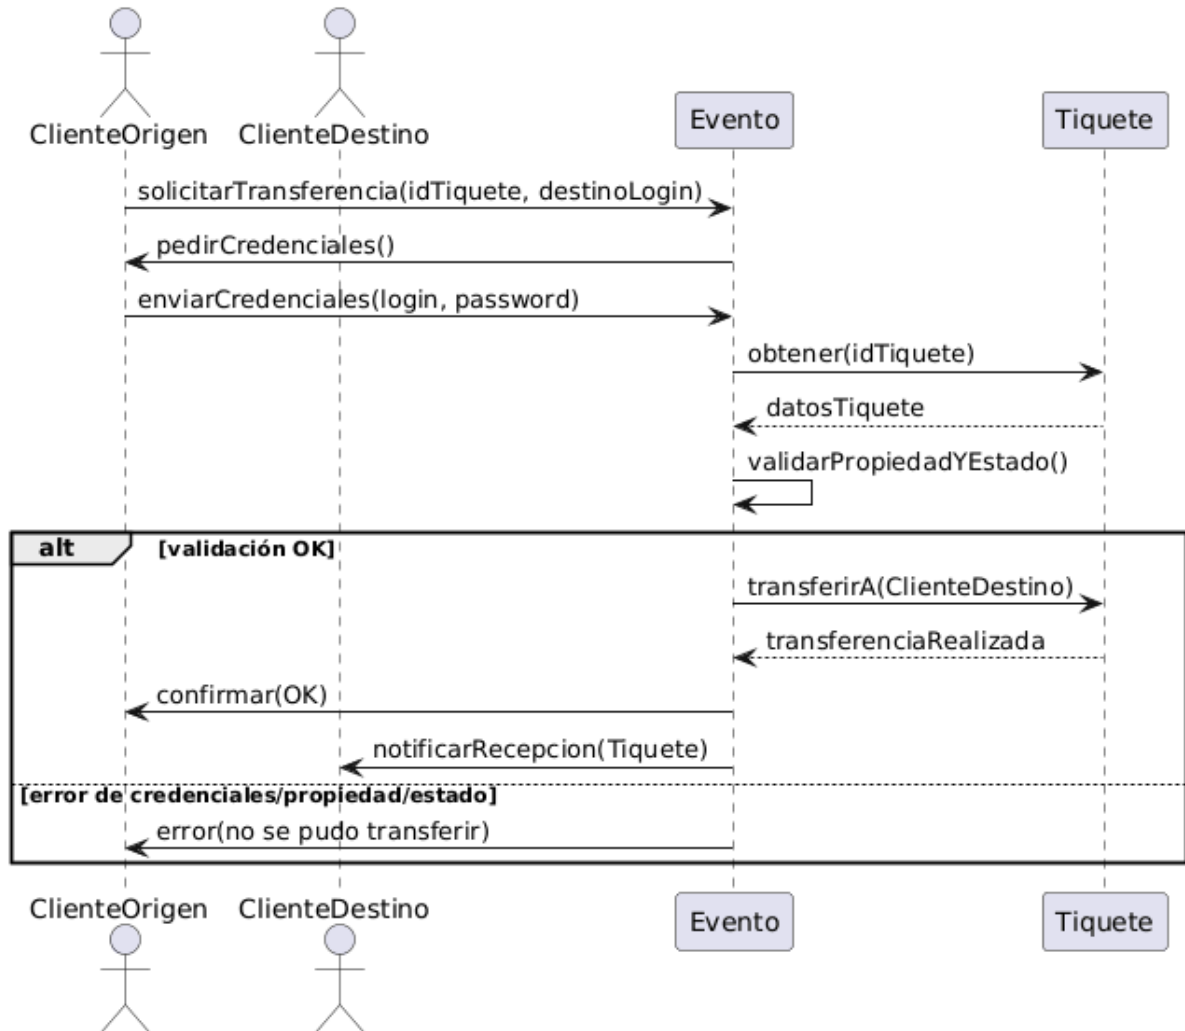 ClienteOrigen
ClienteDestino
Evento
Tiquete
solicitarTransferencia(idTiquete, destinoLogin)
pedirCredenciales()
enviarCredenciales(login, password)
obtener(idTiquete)
datosTiquete
validarPropiedadYEstado()
alt
[validación OK]
transferirA(ClienteDestino)
transferenciaRealizada
confirmar(OK)
notificarRecepcion(Tiquete)
[error de credenciales/propiedad/estado]
error(no se pudo transferir)
ClienteOrigen
ClienteDestino
Evento
Tiquete